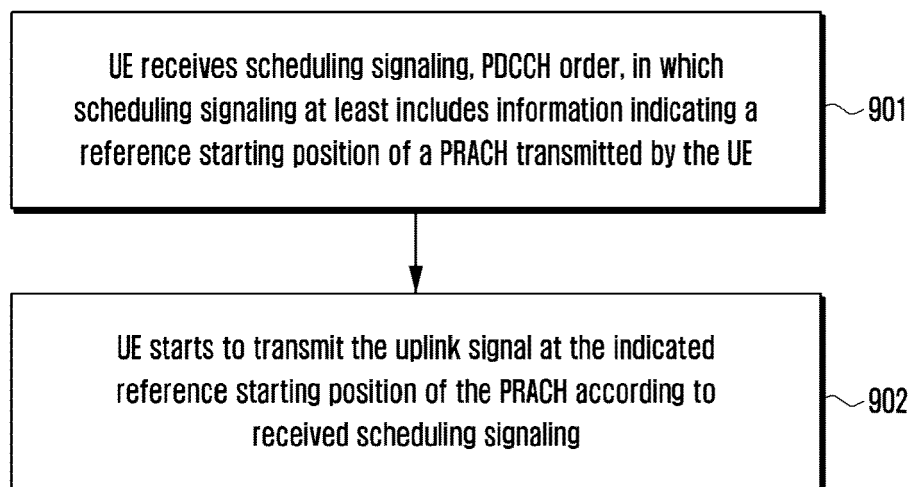 UE receives scheduling signaling, PDCCH order, in which
scheduling signaling at least includes information indicating a
reference starting position of a PRACH transmitted by the UE
901
UE starts to transmit the uplink signal at the indicated
reference starting position of the PRACH according to
received scheduling signaling
902